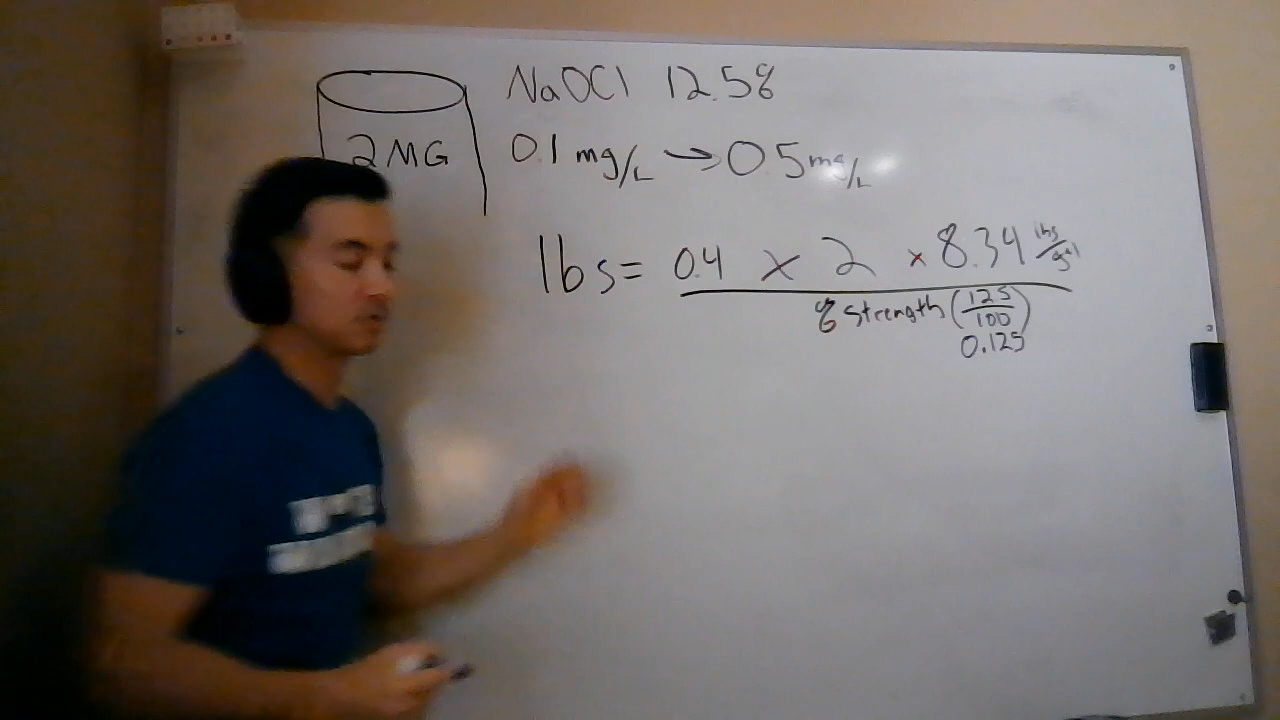 NaOCl 12.5%
2MG
0.1 mg/L → 0.5 mg/L
lbs = 0.4 × 2 × 8.34 lbs/gal
% strength (12.5/100)
0.125